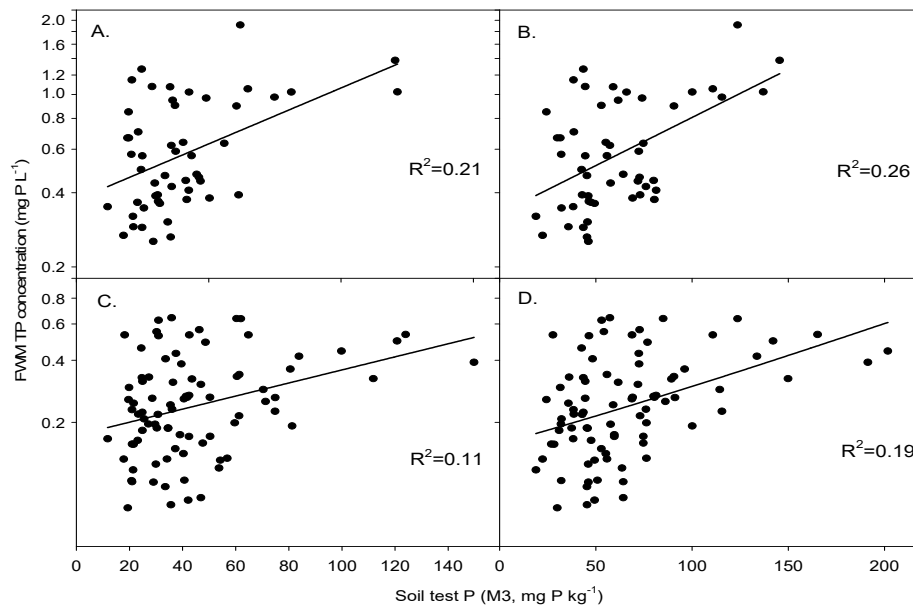 2.0
1.6
1.2
1.0
0.8
0.6
0.4
0.2
A.
R²=0.21
B.
R²=0.26
FWM TP concentration (mg P L⁻¹)
0.8
0.6
0.4
0.2
C.
R²=0.11
D.
R²=0.19
0 20 40 60 80 100 120 140 0 50 100 150 200
Soil test P (M3, mg P kg⁻¹)